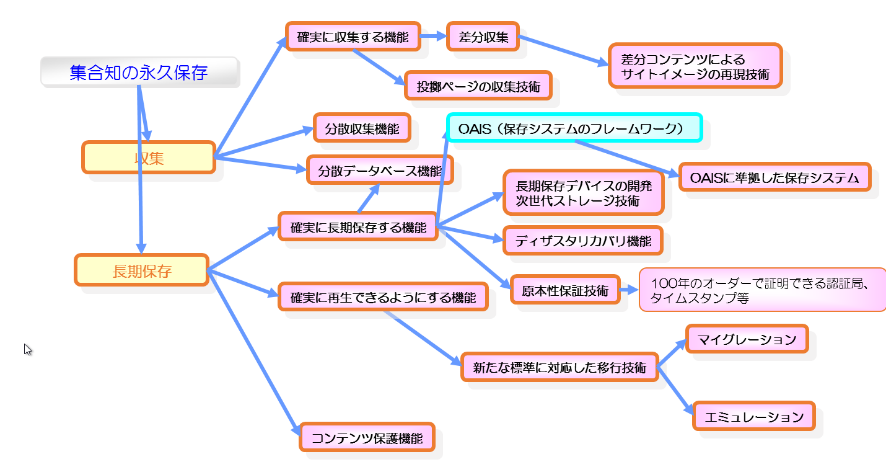 集合知の永久保存
確実に収集する機能
差分収集
差分コンテンツによる
サイトイメージの再現技術
投擲ページの収集技術
収集
分散収集機能
OAIS（保存システムのフレームワーク）
分散データベース機能
OAISに準拠した保存システム
長期保存デバイスの開発
次世代ストレージ技術
確実に長期保存する機能
ディザスタリカバリ機能
長期保存
確実に再生できるようにする機能
原本性保証技術
100年のオーダーで証明できる認証局、
タイムスタンプ等
マイグレーション
新たな標準に対応した移行技術
エミュレーション
コンテンツ保護機能